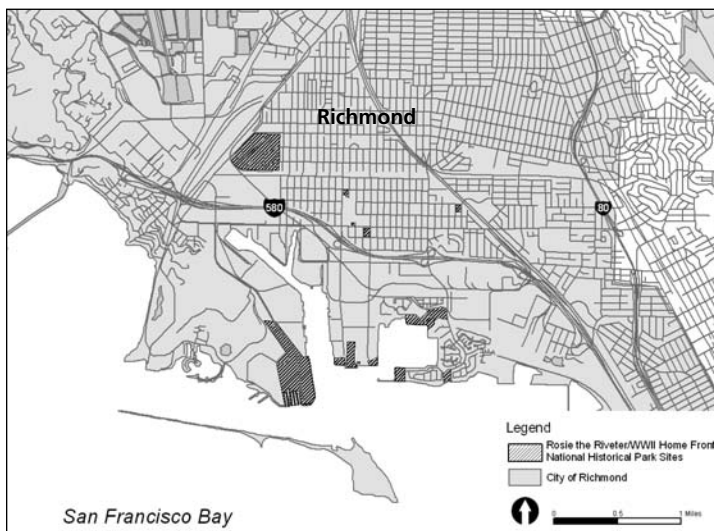 Richmond
580
80
Legend
Rosie the Riveter/WWII Home Front
National Historical Park Sites
City of Richmond
San Francisco Bay
0 0.5 1 Miles